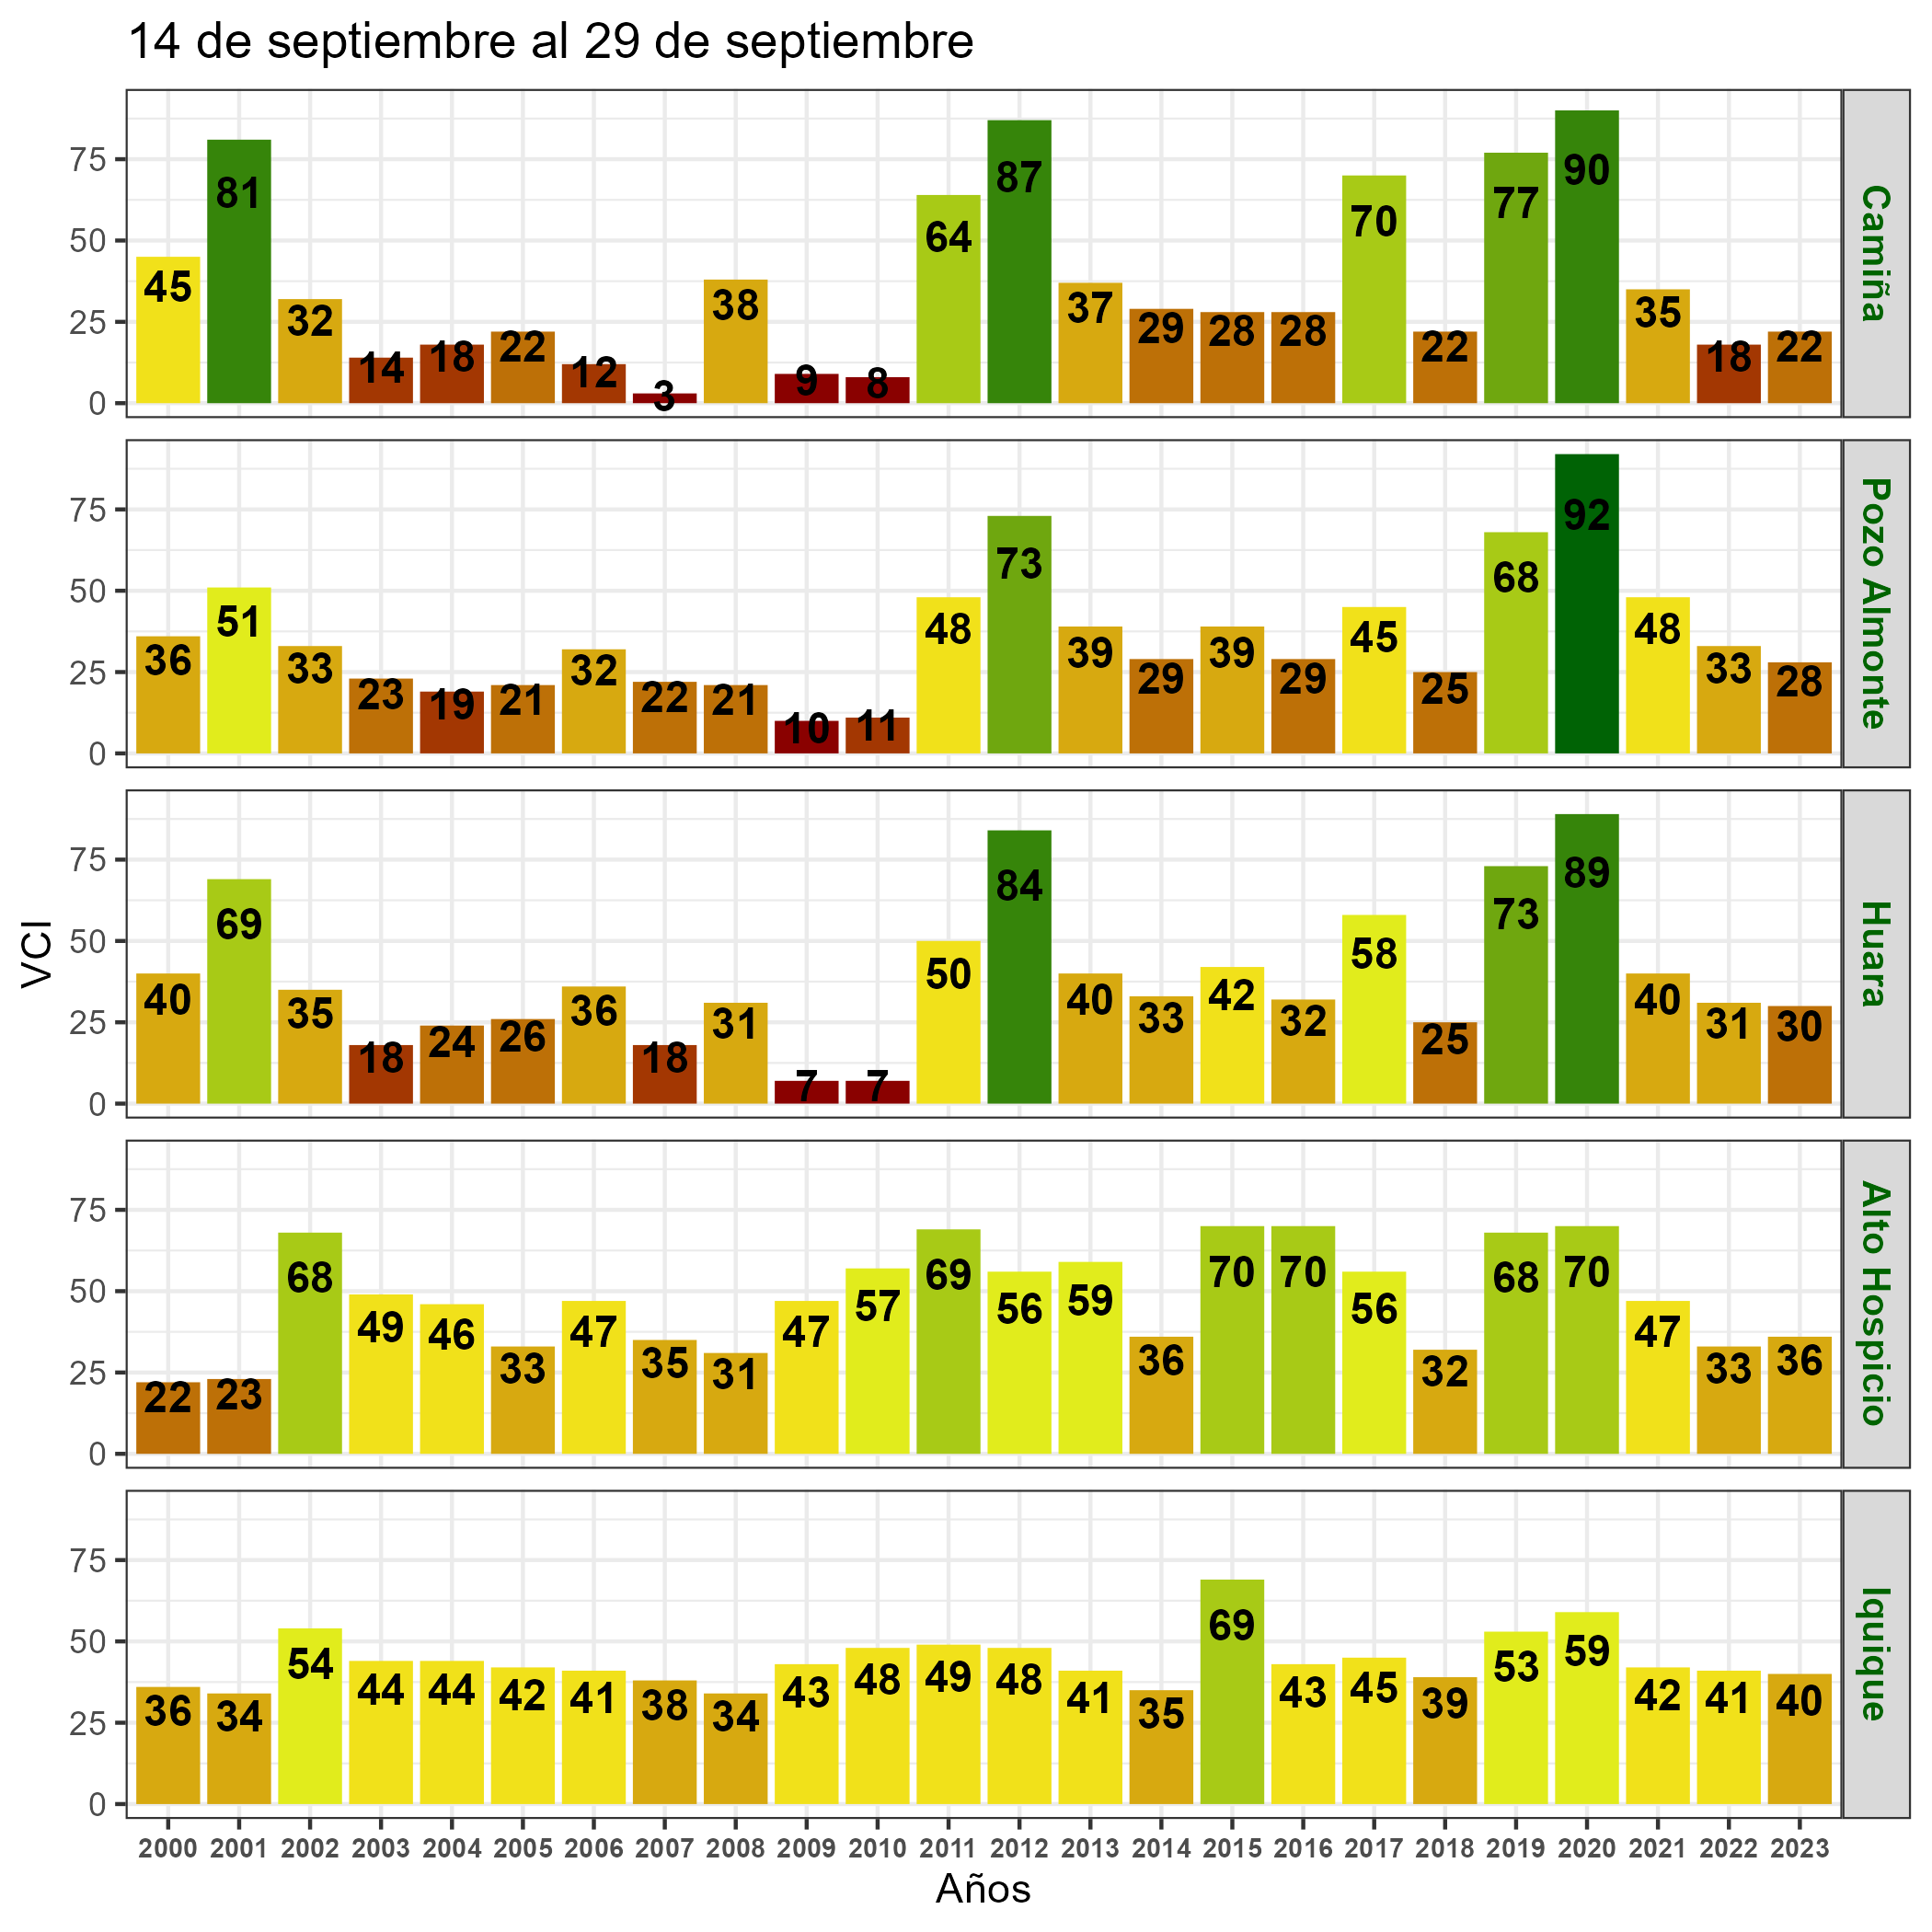 14 de septiembre al 29 de septiembre
VCI
75
50
25
0
45 81 32 14 18 22 12 3 38 9 8 64 87 37 29 28 28 70 22 77 90 35 18 22
Camiña
75
50
25
0
36 51 33 23 19 21 32 22 21 10 11 48 73 39 29 39 29 45 25 68 92 48 33 28
Pozo Almonte
75
50
25
0
40 69 35 18 24 26 36 18 31 7 7 50 84 40 33 42 32 58 25 73 89 40 31 30
Huara
75
50
25
0
22 23 68 49 46 33 47 35 31 47 57 69 56 59 36 70 70 56 32 68 70 47 33 36
Alto Hospicio
75
50
25
0
36 34 54 44 44 42 41 38 34 43 48 49 48 41 35 69 43 45 39 53 59 42 41 40
Iquique
2000 2001 2002 2003 2004 2005 2006 2007 2008 2009 2010 2011 2012 2013 2014 2015 2016 2017 2018 2019 2020 2021 2022 2023
Años